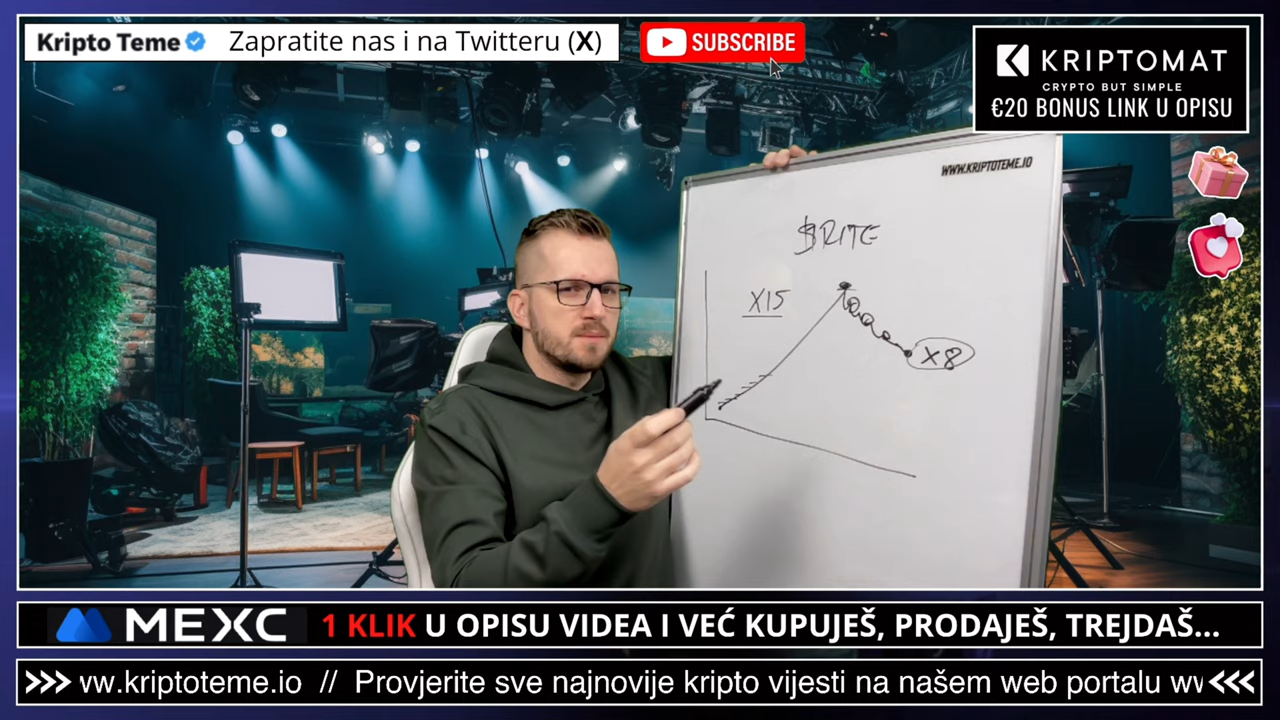 Kripto Teme Zapratite nas i na Twitteru (X)
SUBSCRIBE
KRIPTOMAT
CRYPTO BUT SIMPLE
€20 BONUS LINK U OPISU
WWW.KRIPTOTEME.IO
$RITE
X15
X8
MEXC 1 KLIK U OPISU VIDEA I VEĆ KUPUJEŠ, PRODAJEŠ, TREJDAŠ...
>>> ww.kriptoteme.io // Provjerite sve najnovije kripto vijesti na našem web portalu wv <<<